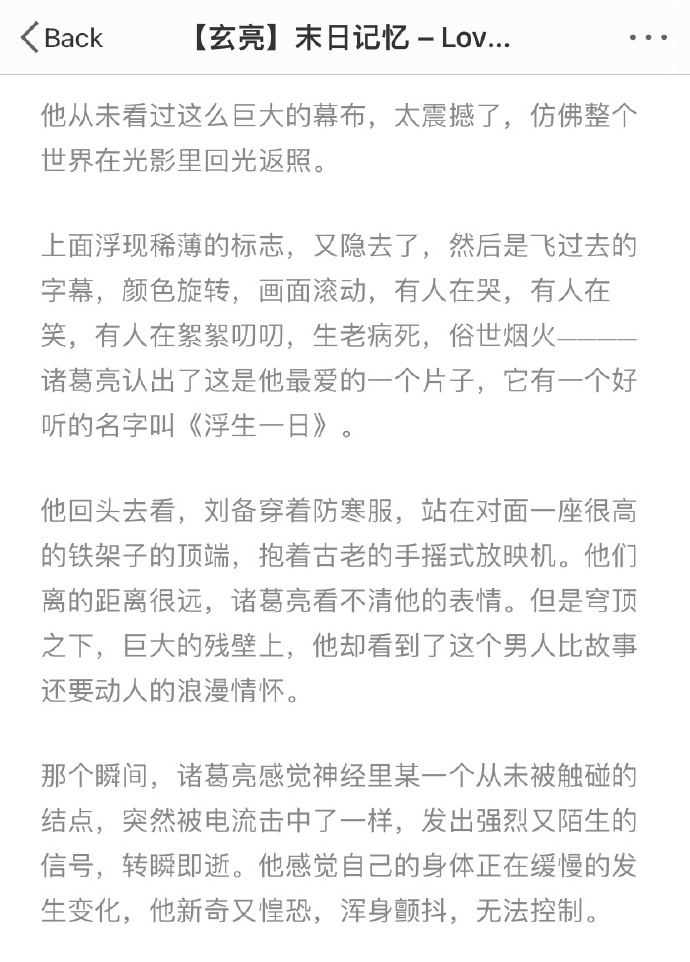 Back
【玄亮】末日记忆 – Lov...
他从未看过这么巨大的幕布，太震撼了，仿佛整个
世界在光影里回光返照。
上面浮现稀薄的标志，又隐去了，然后是飞过去的
字幕，颜色旋转，画面滚动，有人在哭，有人在
笑，有人在絮絮叨叨，生老病死，俗世烟火————
诸葛亮认出了这是他最爱的一个片子，它有一个好
听的名字叫《浮生一日》。
他回头去看，刘备穿着防寒服，站在对面一座很高
的铁架子的顶端，抱着古老的手摇式放映机。他们
离的距离很远，诸葛亮看不清他的表情。但是穹顶
之下，巨大的残壁上，他却看到了这个男人比故事
还要动人的浪漫情怀。
那个瞬间，诸葛亮感觉神经里某一个从未被触碰的
结点，突然被电流击中了一样，发出强烈又陌生的
信号，转瞬即逝。他感觉自己的身体正在缓慢的发
生变化，他新奇又惶恐，浑身颤抖，无法控制。